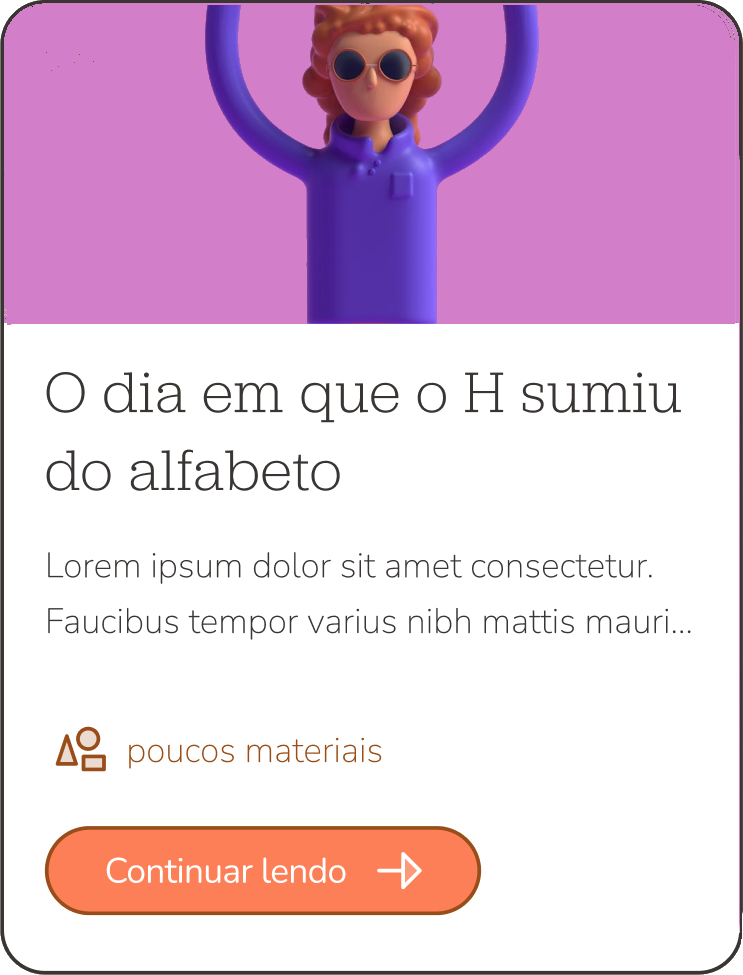 O dia em que o H sumiu
do alfabeto
Lorem ipsum dolor sit amet consectetur.
Faucibus tempor varius nibh mattis mauri...
poucos materiais
Continuar lendo